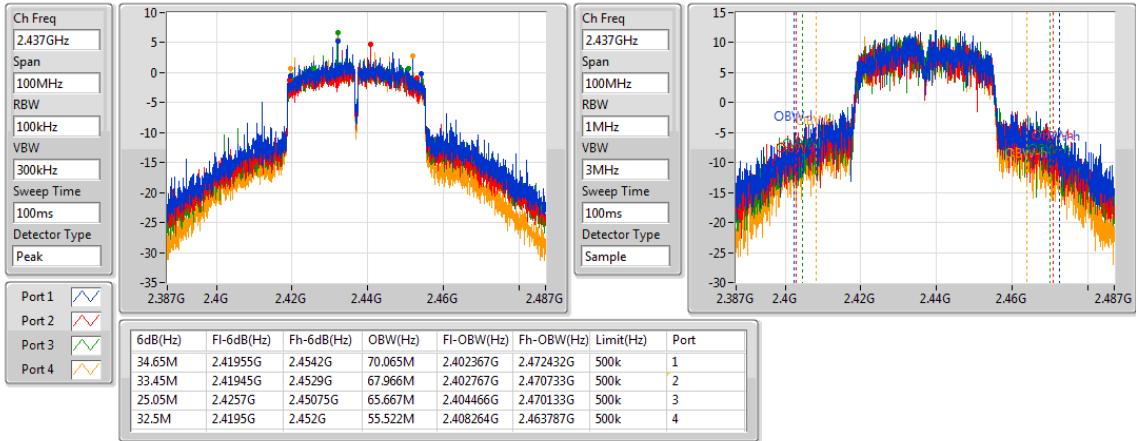 Ch Freq
2.437GHz
Span
100MHz
RBW
100kHz
VBW
300kHz
Sweep Time
100ms
Detector Type
Peak
Port 1
Port 2
Port 3
Port 4
10
5
0
-5
-10
-15
-20
-25
-30
-35
2.387G 2.4G 2.42G 2.44G 2.46G 2.487G
Ch Freq
2.437GHz
Span
100MHz
RBW
1MHz
VBW
3MHz
Sweep Time
100ms
Detector Type
Sample
15
10
5
0
-5
-10
-15
-20
-25
-30
2.387G 2.4G 2.42G 2.44G 2.46G 2.487G
6dB(Hz) Fl-6dB(Hz) Fh-6dB(Hz) OBW(Hz) Fl-OBW(Hz) Fh-OBW(Hz) Limit(Hz) Port
34.65M 2.41955G 2.4542G 70.065M 2.402367G 2.472432G 500k 1
33.45M 2.41945G 2.4529G 67.966M 2.402767G 2.470733G 500k 2
25.05M 2.4257G 2.45075G 65.667M 2.404466G 2.470133G 500k 3
32.5M 2.4195G 2.452G 55.522M 2.408264G 2.463787G 500k 4